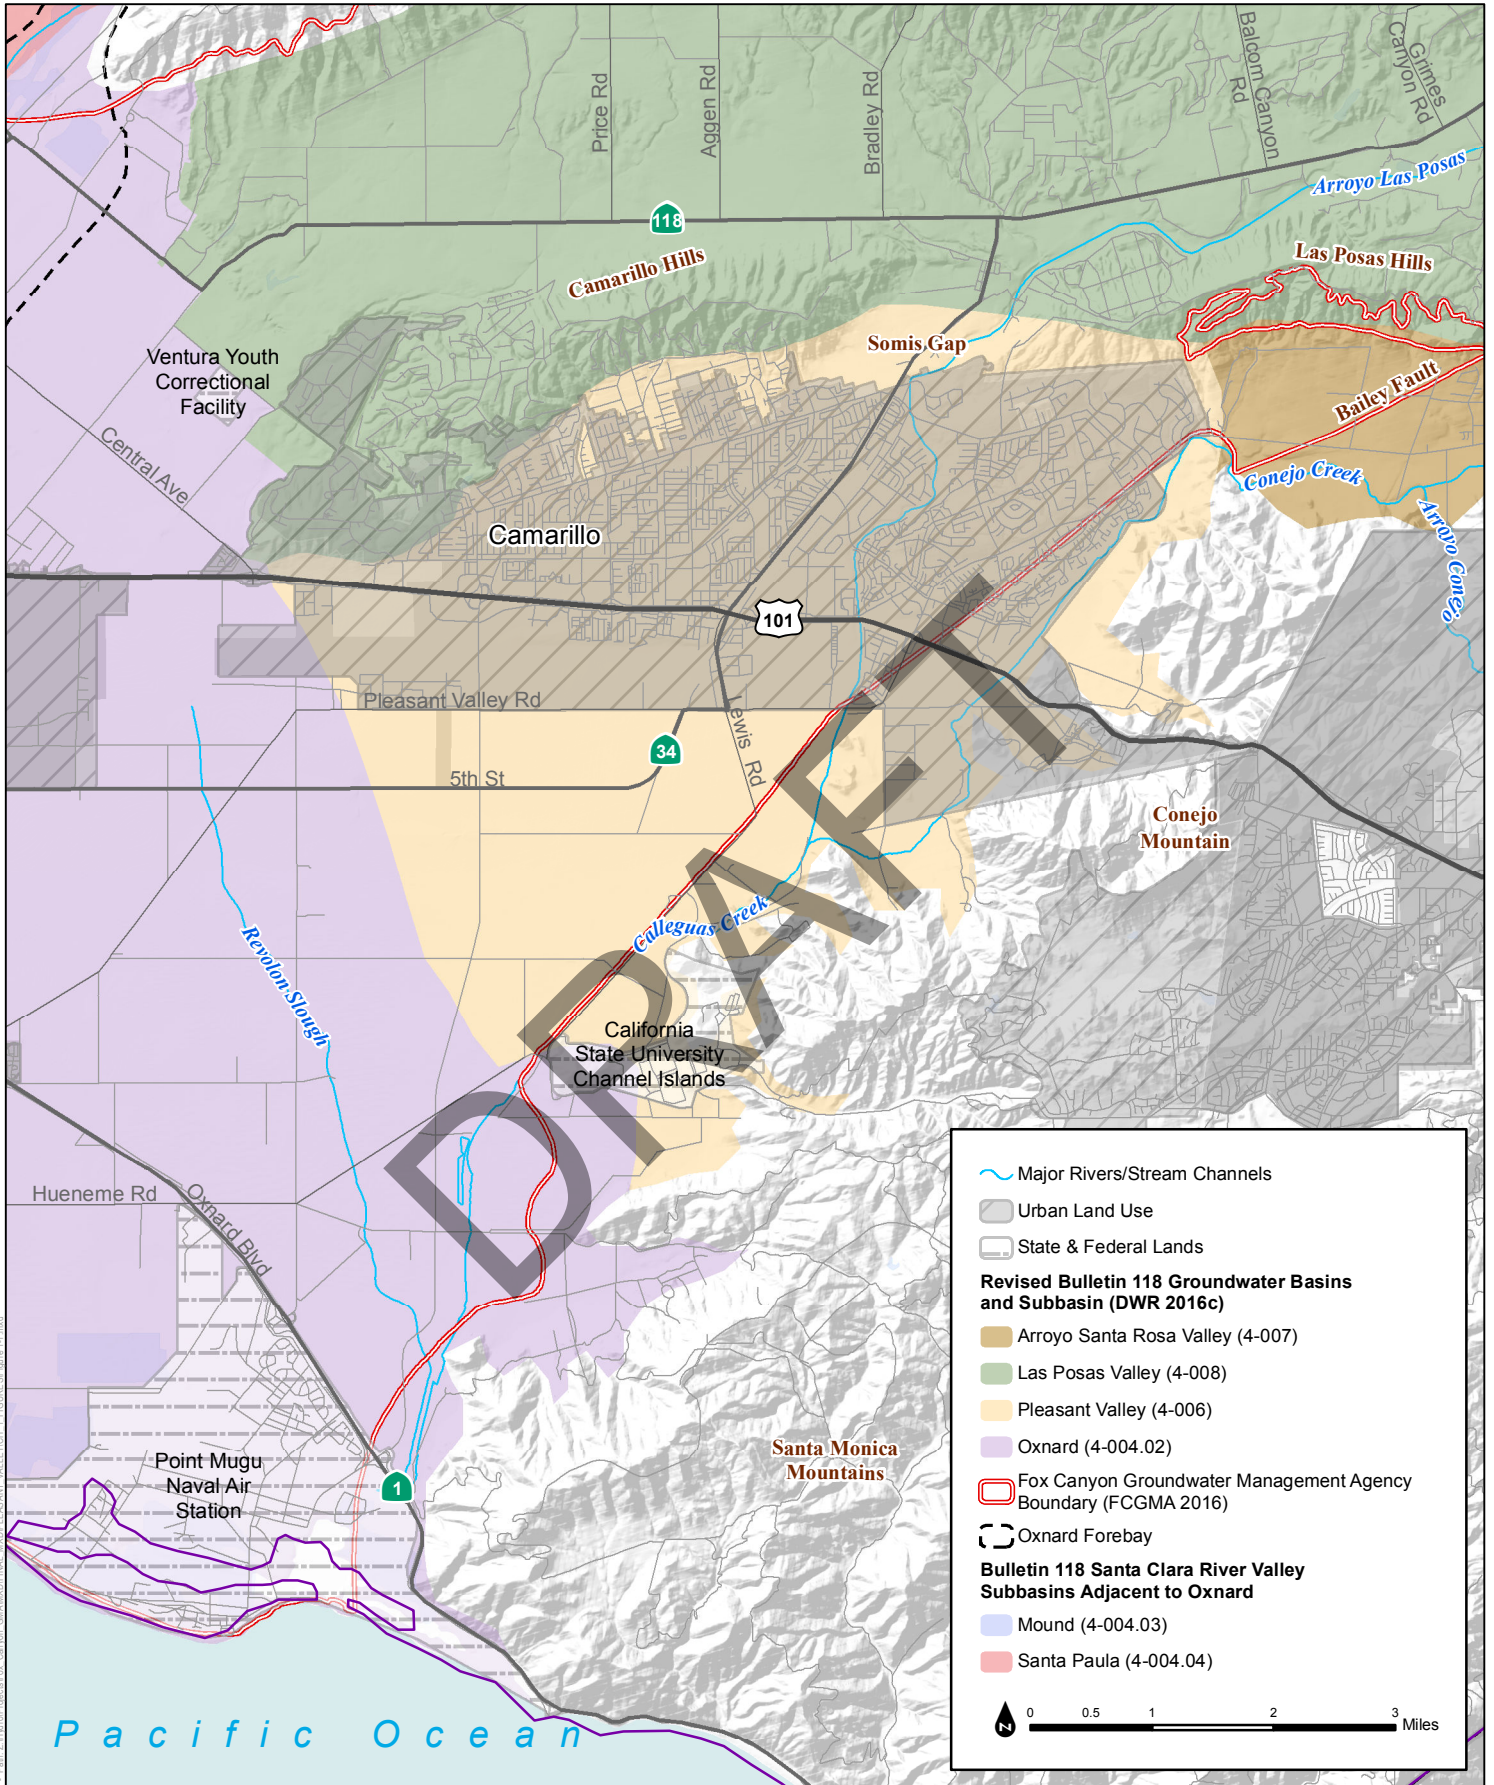 Price Rd
Aggen Rd
Bradley Rd
Balcom Canyon
Rd
Grimes
Canyon Rd
Arroyo Las Posas
118
Camarillo Hills
Las Posas Hills
Somis Gap
Ventura Youth
Correctional
Facility
Bailey Fault
Central Ave
Conejo Creek
Arroyo Conejo
Camarillo
101
Pleasant Valley Rd
Lewis Rd
34
5th St
Conejo
Mountain
Calleguas Creek
Revolon Slough
California
State University
Channel Islands
DRAFT
Hueneme Rd
Oxnard Blvd
Santa Monica
Mountains
Point Mugu
Naval Air
Station
1
Pacific Ocean
Major Rivers/Stream Channels
Urban Land Use
State & Federal Lands
Revised Bulletin 118 Groundwater Basins
and Subbasin (DWR 2016c)
Arroyo Santa Rosa Valley (4-007)
Las Posas Valley (4-008)
Pleasant Valley (4-006)
Oxnard (4-004.02)
Fox Canyon Groundwater Management Agency
Boundary (FCGMA 2016)
Oxnard Forebay
Bulletin 118 Santa Clara River Valley
Subbasins Adjacent to Oxnard
Mound (4-004.03)
Santa Paula (4-004.04)
N
0 0.5 1 2 3
Miles